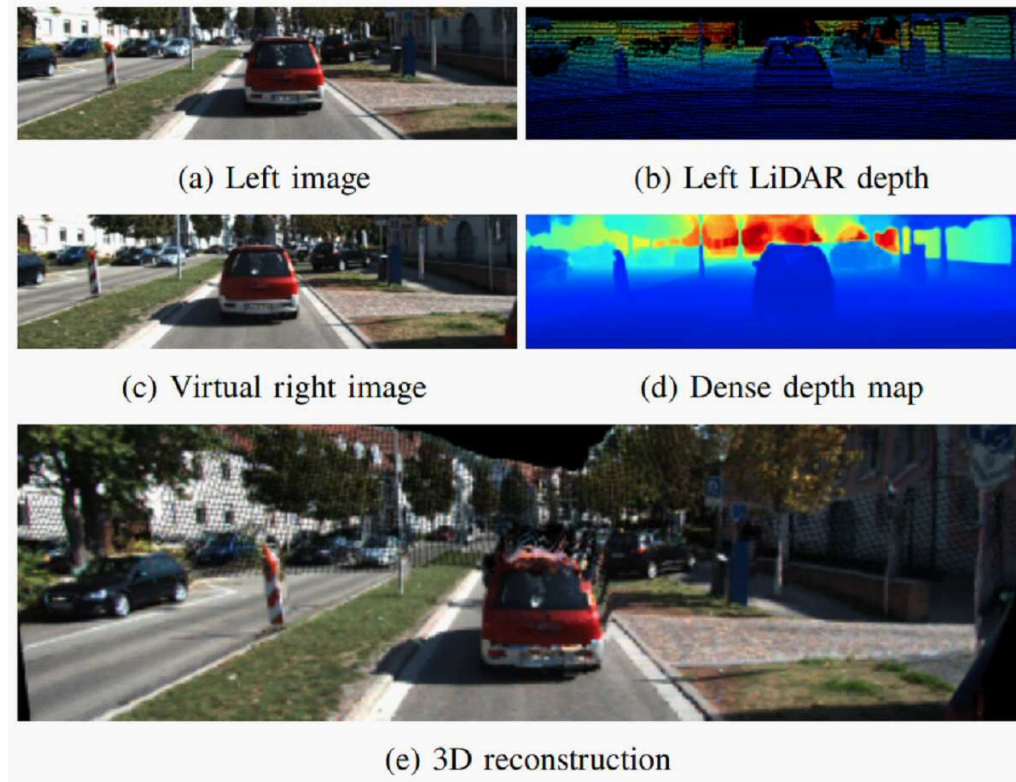 (a) Left image
(b) Left LiDAR depth
(c) Virtual right image
(d) Dense depth map
(e) 3D reconstruction